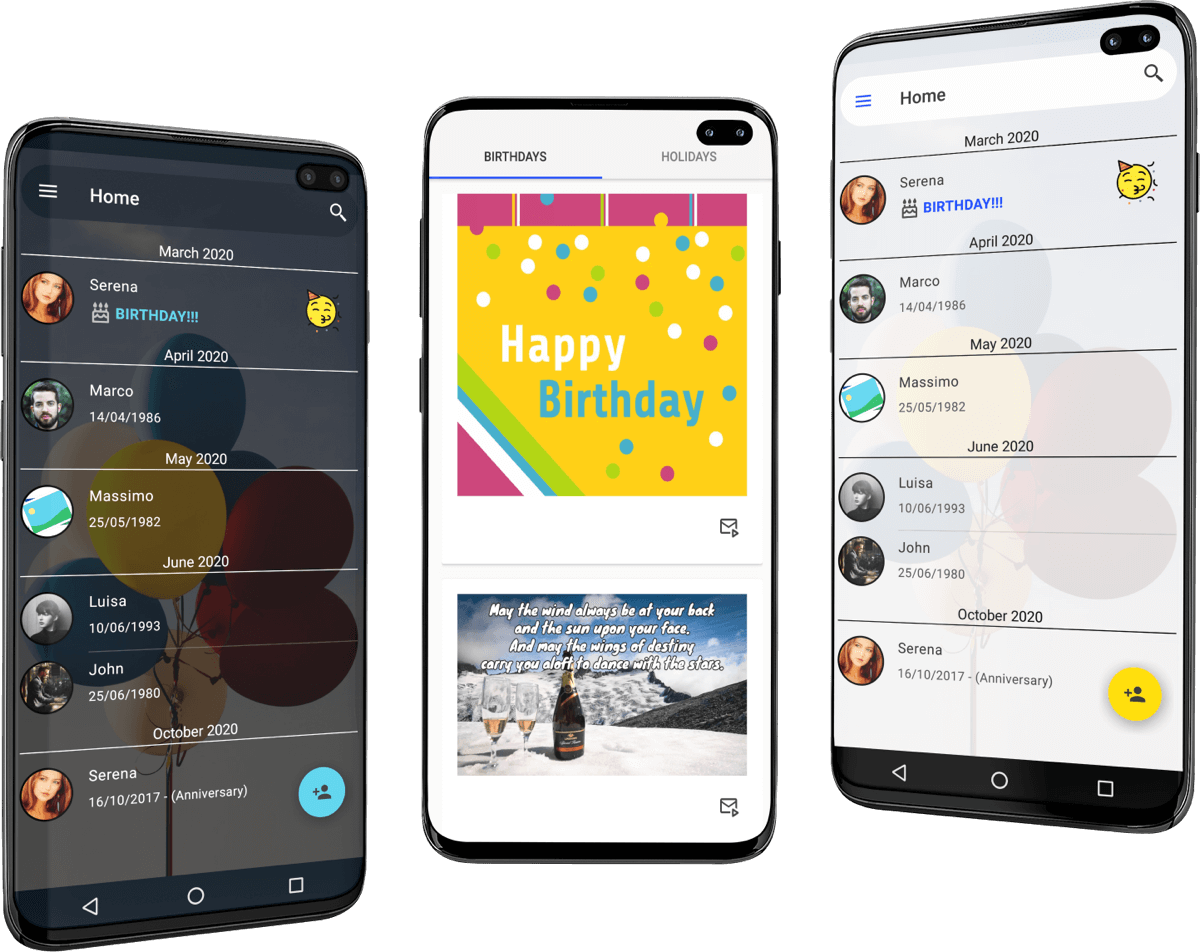 Home
March 2020
Serena
BIRTHDAY!!!
April 2020
Marco
14/04/1986
May 2020
Massimo
25/05/1982
June 2020
Luisa
10/06/1993
John
25/06/1980
October 2020
Serena
16/10/2017 - (Anniversary)
BIRTHDAYS
HOLIDAYS
Happy
Birthday
May the wind always be at your back
and the sun upon your face.
And may the wings of destiny
carry you aloft to dance with the stars.
Home
March 2020
Serena
BIRTHDAY!!!
April 2020
Marco
14/04/1986
May 2020
Massimo
25/05/1982
June 2020
Luisa
10/06/1993
John
25/06/1980
October 2020
Serena
16/10/2017 - (Anniversary)